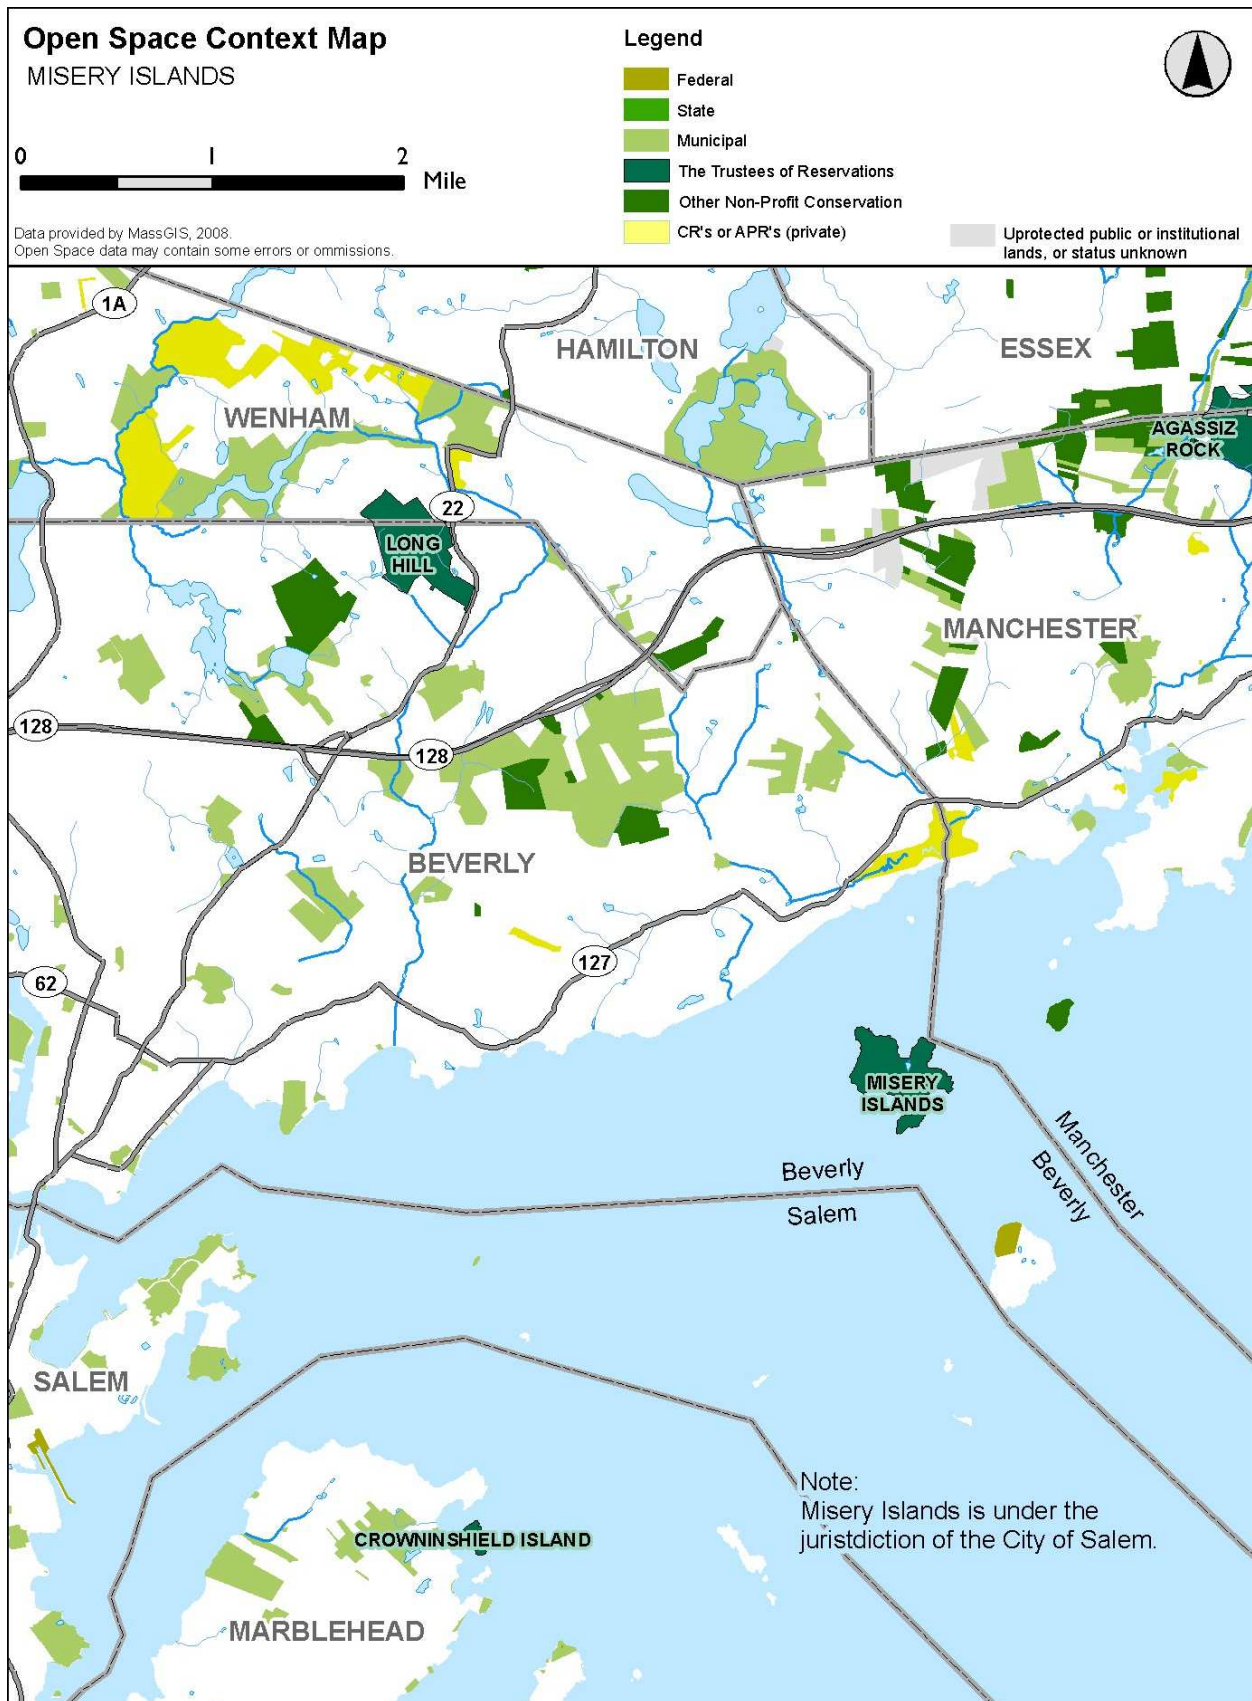 Open Space Context Map
MISERY ISLANDS
0 1 2
Mile
Data provided by MassGIS, 2008.
Open Space data may contain some errors or ommissions.
Legend
Federal
State
Municipal
The Trustees of Reservations
Other Non-Profit Conservation
CR's or APR's (private)
Uprotected public or institutional
lands, or status unknown
1A
HAMILTON
ESSEX
WENHAM
AGASSIZ
ROCK
22
LONG
HILL
MANCHESTER
128
128
BEVERLY
127
62
MISERY
ISLANDS
Manchester
Beverly
Beverly
Salem
SALEM
Note:
Misery Islands is under the
juristdiction of the City of Salem.
CROWNINSHIELD ISLAND
MARBLEHEAD